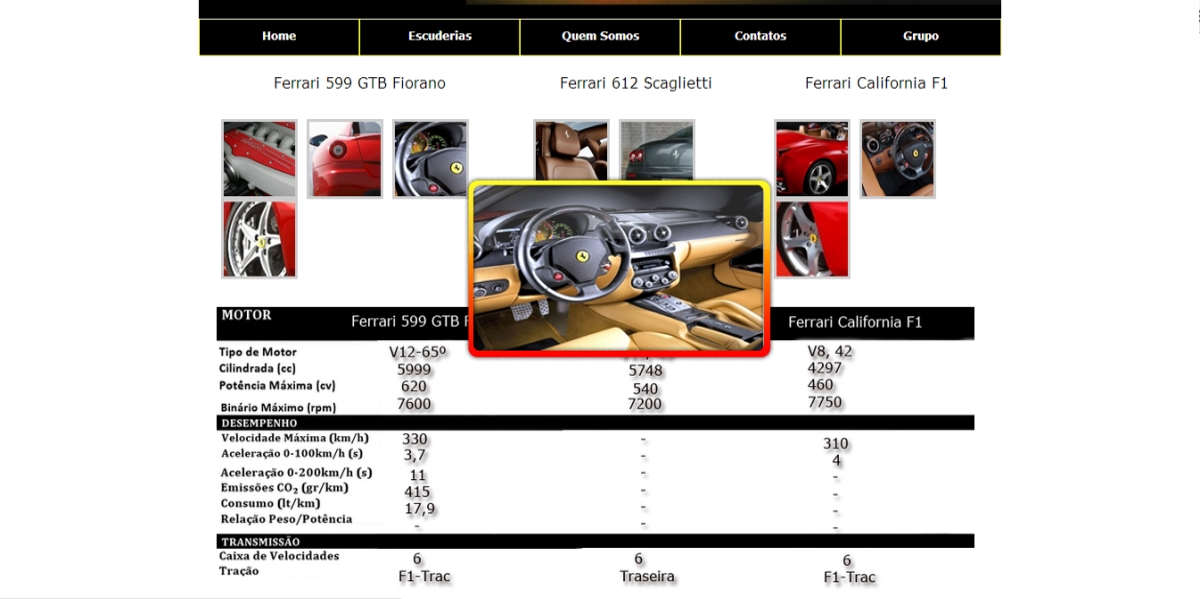 Home Escuderias Quem Somos Contatos Grupo
Ferrari 599 GTB Fiorano Ferrari 612 Scaglietti Ferrari California F1
MOTOR Ferrari 599 GTB Ferrari California F1
Tipo de Motor V12-65º V8, 42
Cilindrada (cc) 5999 5748 4297
Potência Máxima (cv) 620 540 460
Binário Máximo (rpm) 7600 7200 7750
DESEMPENHO
Velocidade Máxima (km/h) 330 - 310
Aceleração 0-100km/h (s) 3,7 - 4
Aceleração 0-200km/h (s) 11 - -
Emissões CO₂ (gr/km) 415 - -
Consumo (lt/km) 17,9 - -
Relação Peso/Potência - - -
TRANSMISSÃO
Caixa de Velocidades 6 6 6
Tração F1-Trac Traseira F1-Trac